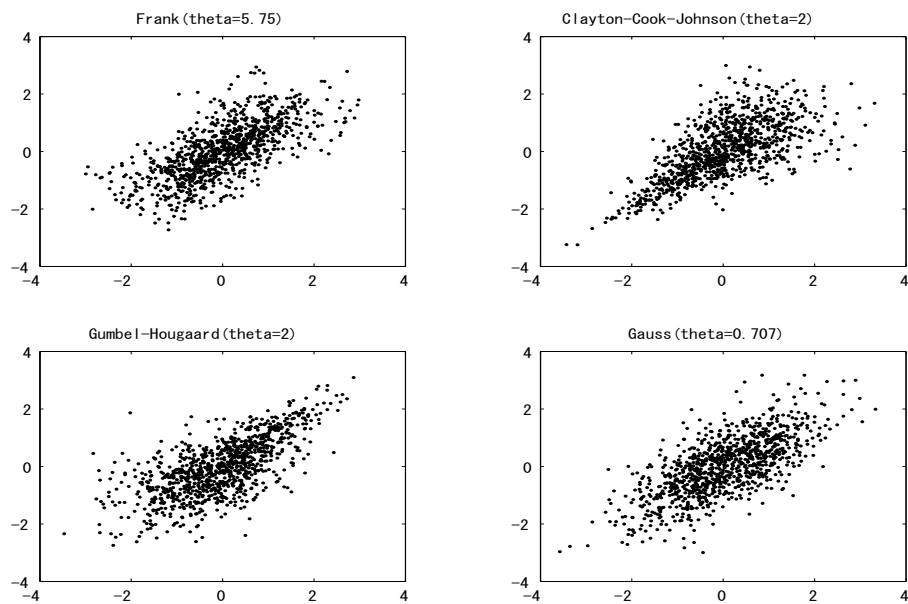 Frank(theta=5.75)
4
2
0
−2
−4
−4 −2 0 2 4
Clayton−Cook−Johnson(theta=2)
4
2
0
−2
−4
−4 −2 0 2 4
Gumbel−Hougaard(theta=2)
4
2
0
−2
−4
−4 −2 0 2 4
Gauss(theta=0.707)
4
2
0
−2
−4
−4 −2 0 2 4